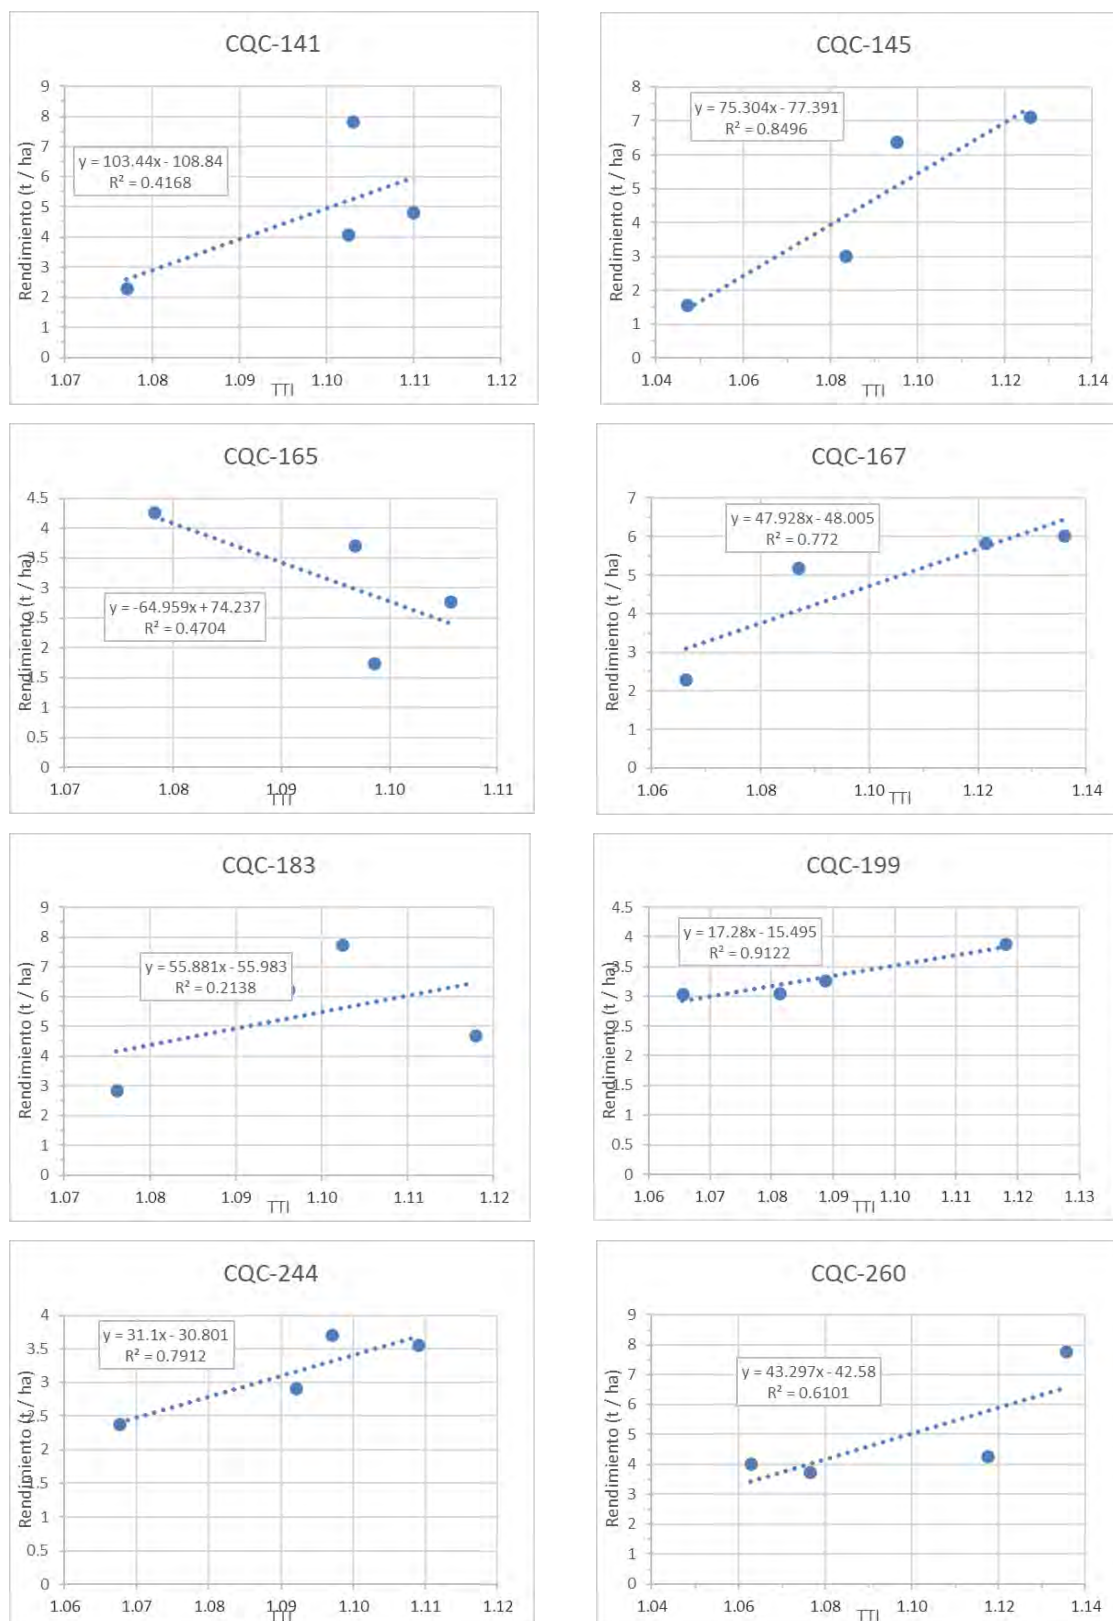 CQC-141
Rendimiento (t / ha)
9
8
7
6
5
4
3
2
1
0
y = 103.44x - 108.84
R² = 0.4168
1.07 1.08 1.09 1.10 1.11 1.12
TTI
CQC-145
Rendimiento (t / ha)
8
7
6
5
4
3
2
1
0
y = 75.304x - 77.391
R² = 0.8496
1.04 1.06 1.08 1.10 1.12 1.14
TTI
CQC-165
Rendimiento (t / ha)
4.5
4
3.5
3
2.5
2
1.5
1
0.5
0
y = -64.959x + 74.237
R² = 0.4704
1.07 1.08 1.09 1.10 1.11
TTI
CQC-167
Rendimiento (t / ha)
7
6
5
4
3
2
1
0
y = 47.928x - 48.005
R² = 0.772
1.06 1.08 1.10 1.12 1.14
TTI
CQC-183
Rendimiento (t / ha)
9
8
7
6
5
4
3
2
1
0
y = 55.881x - 55.983
R² = 0.2138
1.07 1.08 1.09 1.10 1.11 1.12
TTI
CQC-199
Rendimiento (t / ha)
4.5
4
3.5
3
2.5
2
1.5
1
0.5
0
y = 17.28x - 15.495
R² = 0.9122
1.06 1.07 1.08 1.09 1.10 1.11 1.12 1.13
TTI
CQC-244
Rendimiento (t / ha)
4
3.5
3
2.5
2
1.5
1
0.5
0
y = 31.1x - 30.801
R² = 0.7912
1.06 1.07 1.08 1.09 1.10 1.11 1.12
TTI
CQC-260
Rendimiento (t / ha)
9
8
7
6
5
4
3
2
1
0
y = 43.297x - 42.58
R² = 0.6101
1.04 1.06 1.08 1.10 1.12 1.14
TTI